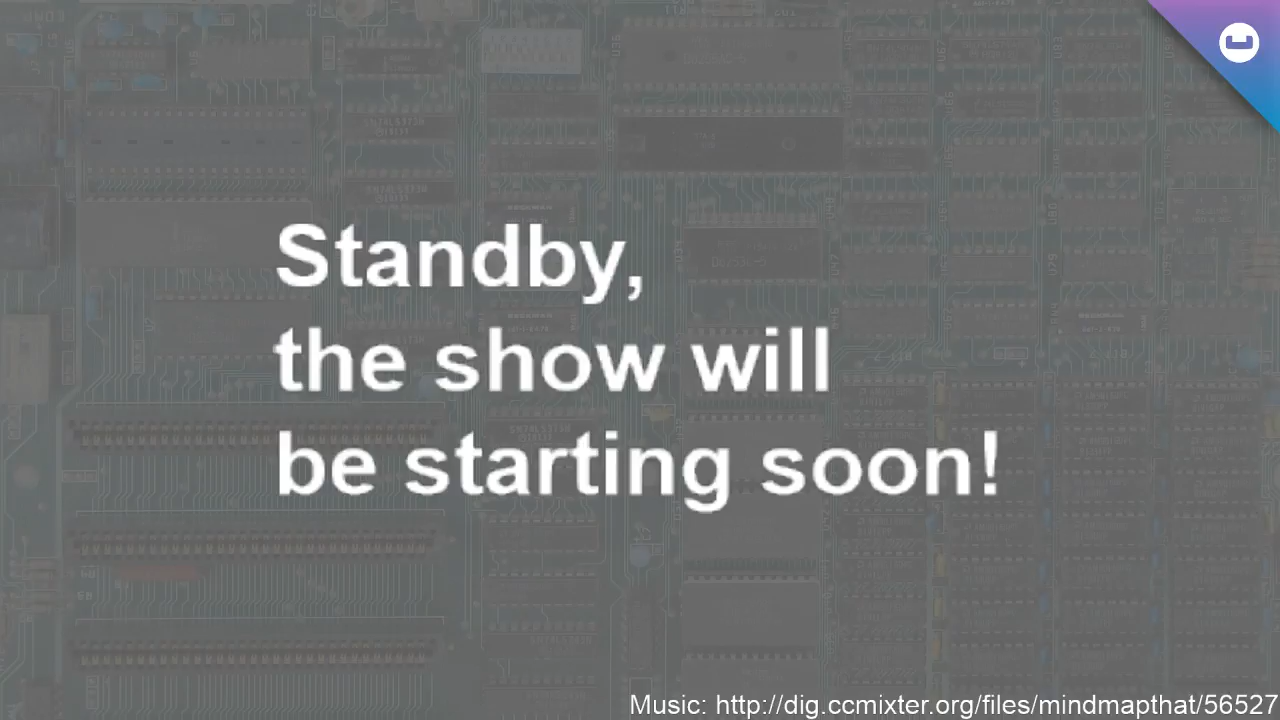 Standby,
the show will
be starting soon!
Music: http://dig.ccmixter.org/files/mindmapthat/56527